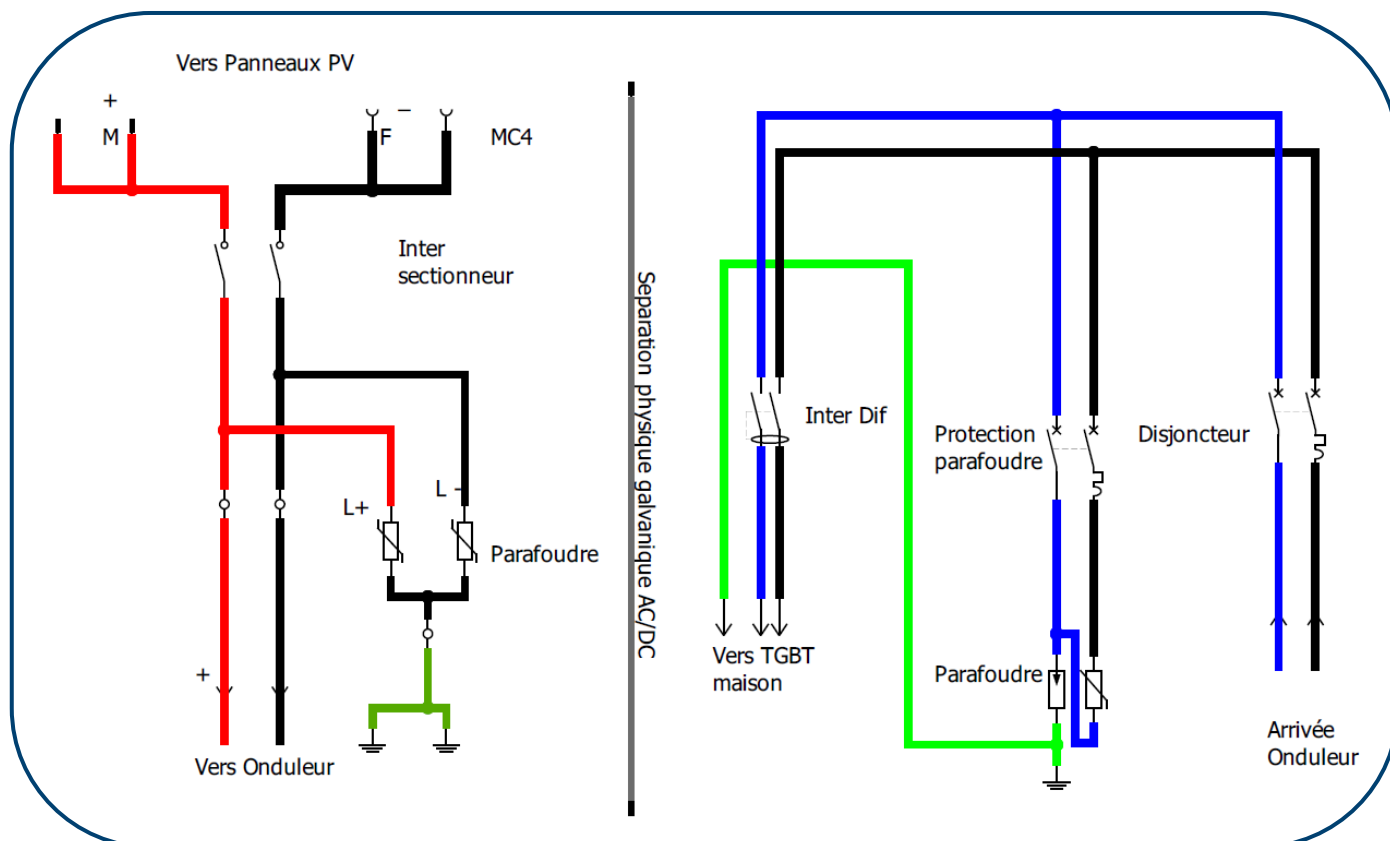 Vers Panneaux PV
+
−
M
F
MC4
Inter
sectionneur
L+
L -
Parafoudre
+
Vers Onduleur
Separation physique galvanique AC/DC
Inter Dif
Protection
parafoudre
Disjoncteur
Vers TGBT
maison
Parafoudre
Arrivée
Onduleur